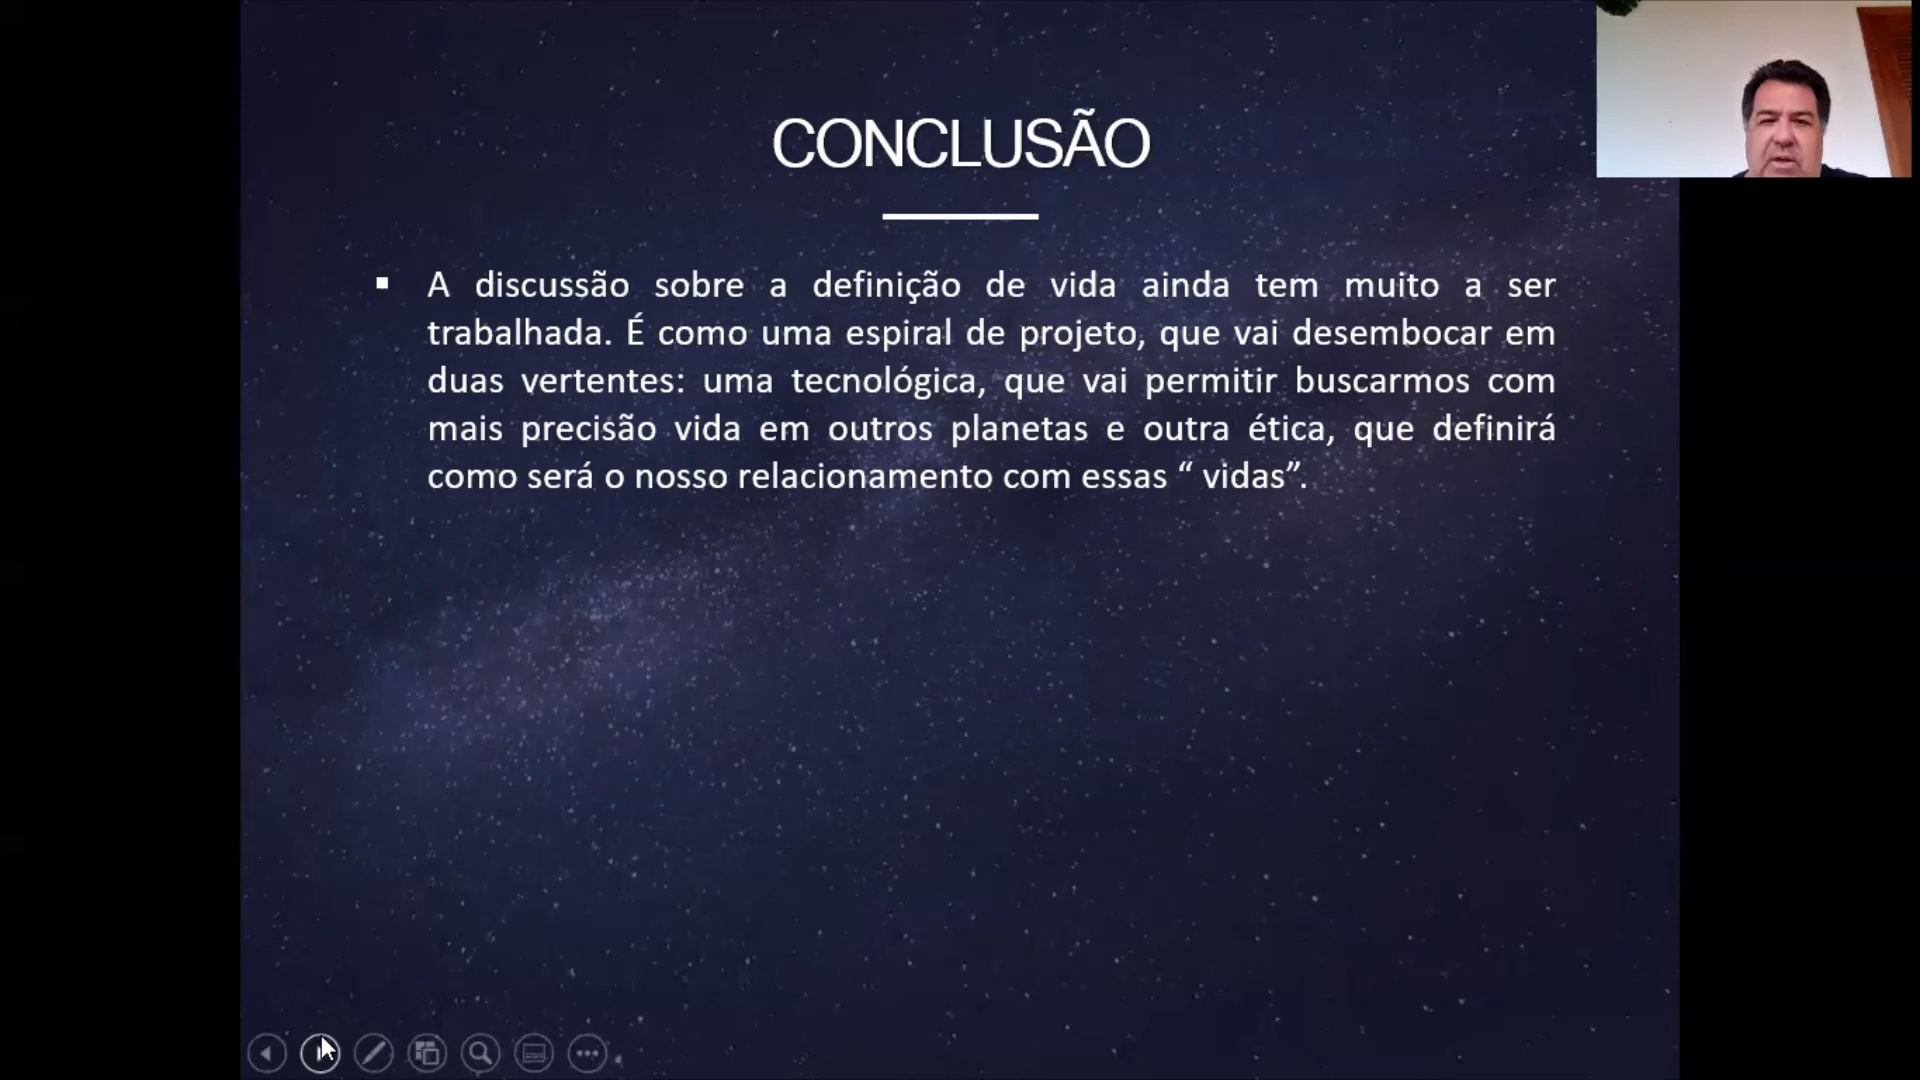 CONCLUSÃO
▪ A discussão sobre a definição de vida ainda tem muito a ser
trabalhada. É como uma espiral de projeto, que vai desembocar em
duas vertentes: uma tecnológica, que vai permitir buscarmos com
mais precisão vida em outros planetas e outra ética, que definirá
como será o nosso relacionamento com essas “ vidas”.